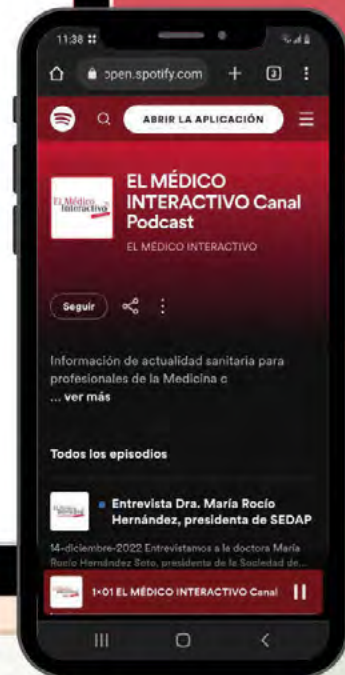 11:38
open.spotify.com
ABRIR LA APLICACIÓN
EL MÉDICO
INTERACTIVO Canal
Podcast
El Médico
Interactivo
EL MÉDICO INTERACTIVO
Seguir
Información de actualidad sanitaria para
profesionales de la Medicina c
... ver más
Todos los episodios
Entrevista Dra. María Rocío
Hernández, presidenta de SEDAP
14-diciembre-2022 Entrevistamos a la doctora María
Rocío Hernández Soto, presidenta de la Sociedad de...
1×01 EL MÉDICO INTERACTIVO Canal